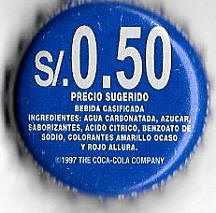 S/.0.50
PRECIO SUGERIDO
BEBIDA GASIFICADA
INGREDIENTES: AGUA CARBONATADA, AZUCAR,
SABORIZANTES, ACIDO CITRICO, BENZOATO DE
SODIO, COLORANTES AMARILLO OCASO
Y ROJO ALLURA.
©1997 THE COCA-COLA COMPANY